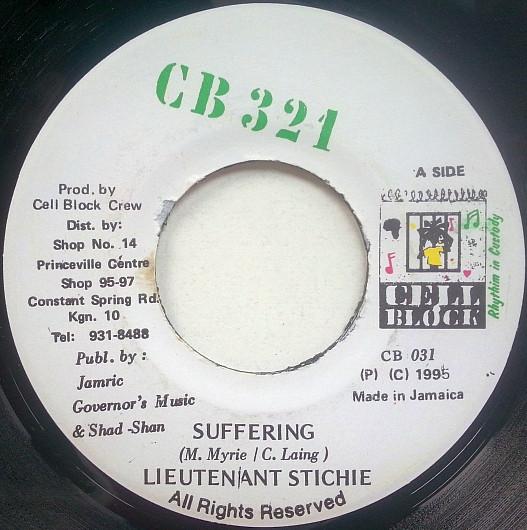 CB 321
A SIDE
Prod. by
Cell Block Crew
Dist. by:
Shop No. 14
Princeville Centre
Shop 95-97
Constant Spring Rd.
Kgn. 10
Tel: 931-8488
Publ. by :
Jamric
Governor's Music
& Shad -Shan
CELL
BLOCK
Rhythim in Custody
CB 031
(P) (C) 1995
Made in Jamaica
SUFFERING
(M. Myrie / C. Laing )
LIEUTENANT STICHIE
All Rights Reserved